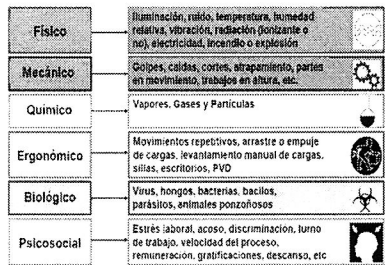 Físico
Iluminación, ruido, temperatura, humedad
relativa, vibración, radiación (ionizante o
no), electricidad, incendio o explosión
Mecánico
Golpes, caídas, cortes, atrapamiento, partes
en movimiento, trabajos en altura, etc.
Químico
Vapores, Gases y Partículas
Ergonómico
Movimientos repetitivos, arrastre o empuje
de cargas, levantamiento manual de cargas,
sillas, escritorios, PVD
Biológico
Virus, hongos, bacterias, bacilos,
parásitos, animales ponzoñosos
Psicosocial
Estrés laboral, acoso, discriminación, turno
de trabajo, velocidad del proceso,
remuneración, gratificaciones, descanso, etc